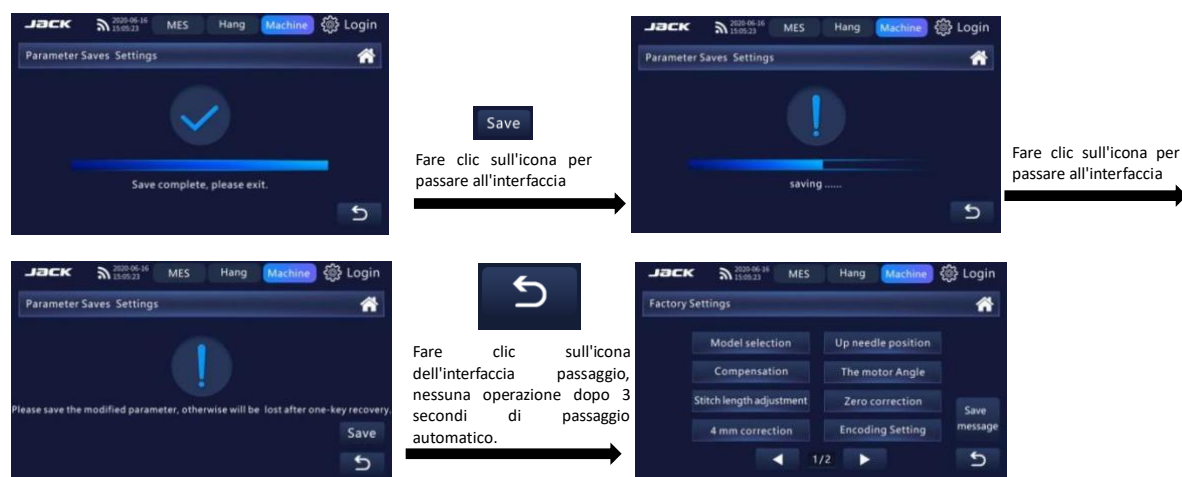 JACK 2020-06-16 15:05:23 MES Hang Machine Login
Parameter Saves Settings
Save complete, please exit.
Save
Fare clic sull'icona per
passare all'interfaccia
JACK 2020-06-16 15:05:23 MES Hang Machine Login
Parameter Saves Settings
saving ......
Fare clic sull'icona per
passare all'interfaccia
JACK 2020-06-16 15:05:23 MES Hang Machine Login
Parameter Saves Settings
Please save the modified parameter, otherwise will be lost after one-key recovery.
Save
Fare clic sull'icona
dell'interfaccia passaggio,
nessuna operazione dopo 3
secondi di passaggio
automatico.
JACK 2020-06-16 15:05:23 MES Hang Machine Login
Factory Settings
Model selection Up needle position
Compensation The motor Angle
Stitch length adjustment Zero correction
4 mm correction Encoding Setting
Save
message
1/2